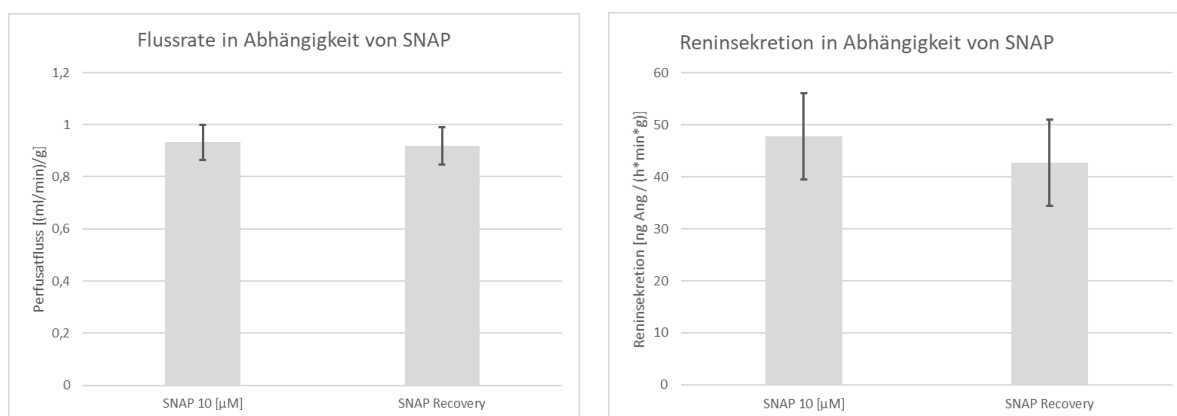 Flussrate in Abhängigkeit von SNAP
Perfusatfluss [(ml/min)/g]
1,2
1
0,8
0,6
0,4
0,2
0
SNAP 10 [µM]
SNAP Recovery
Reninsekretion in Abhängigkeit von SNAP
Reninsekretion [ng Ang / (h*min*g)]
60
50
40
30
20
10
0
SNAP 10 [µM]
SNAP Recovery